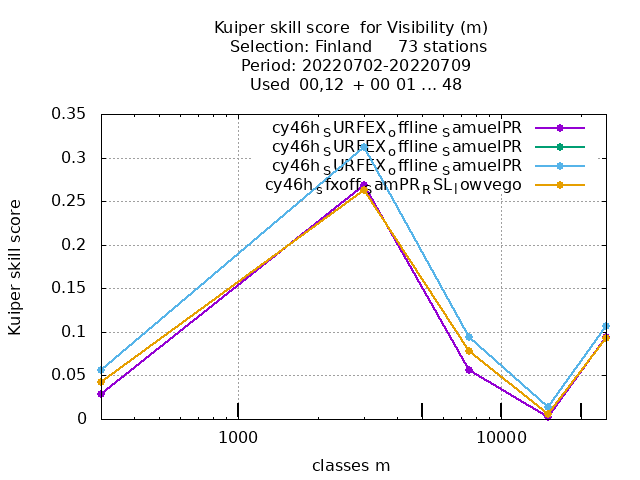 Kuiper skill score  for Visibility (m)
Selection: Finland     73 stations
Period: 20220702-20220709
Used  00,12  + 00 01 ... 48
cy46h_SURFEX_offline_SamuelPR
cy46h_SURFEX_offline_SamuelPR
cy46h_SURFEX_offline_SamuelPR
cy46h_sfxoff_samPR_RSL_lowvego
Kuiper skill score
0.35
0.3
0.25
0.2
0.15
0.1
0.05
0
1000 10000
classes m